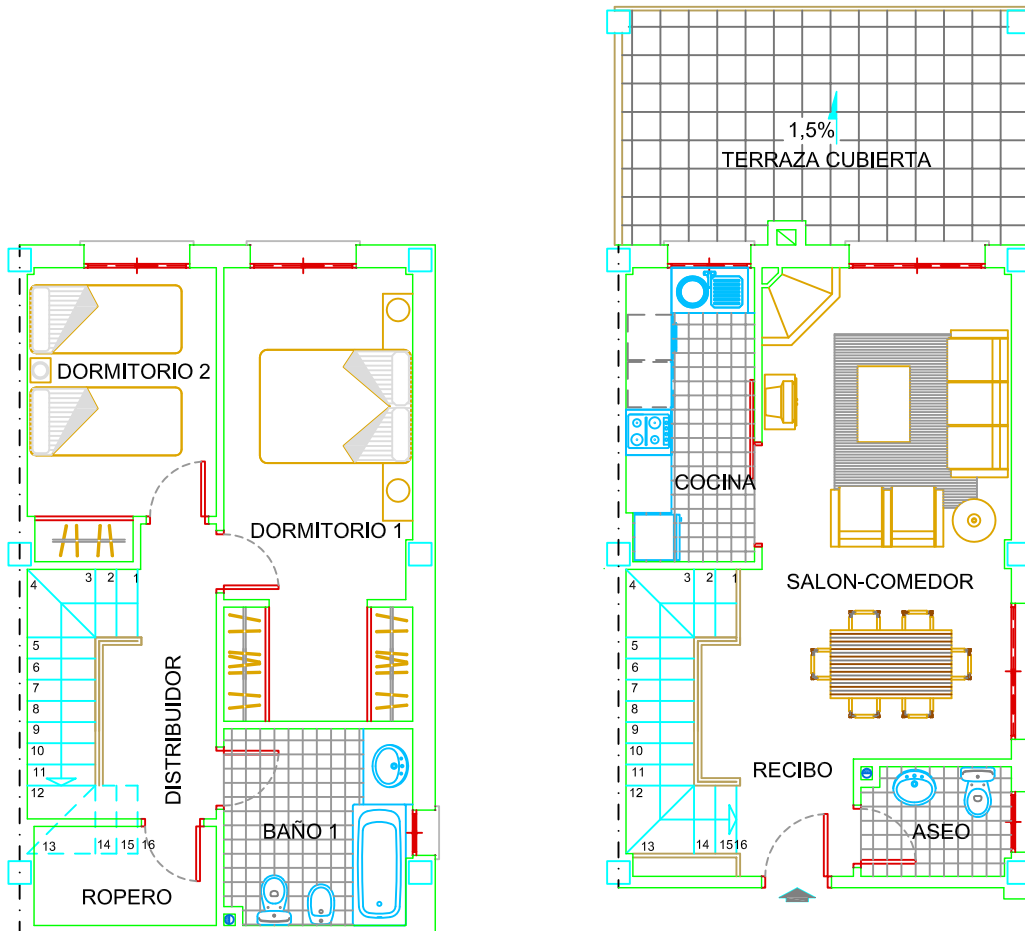 1,5%
TERRAZA CUBIERTA
DORMITORIO 2
DORMITORIO 1
3 2 1
4
5
6
7
8
9
10
11
12
13 14 15 16
DISTRIBUIDOR
BAÑO 1
ROPERO
COCINA
SALON-COMEDOR
3 2 1
4
5
6
7
8
9
10
11
12
13 14 1516
RECIBO
ASEO